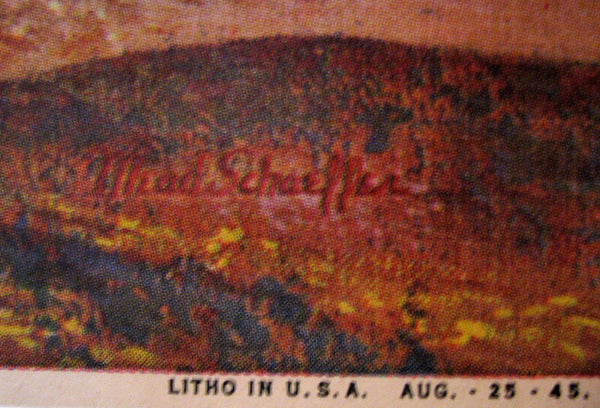 Mead Schaeffer
LITHO IN U.S.A. AUG. - 25 - 45.